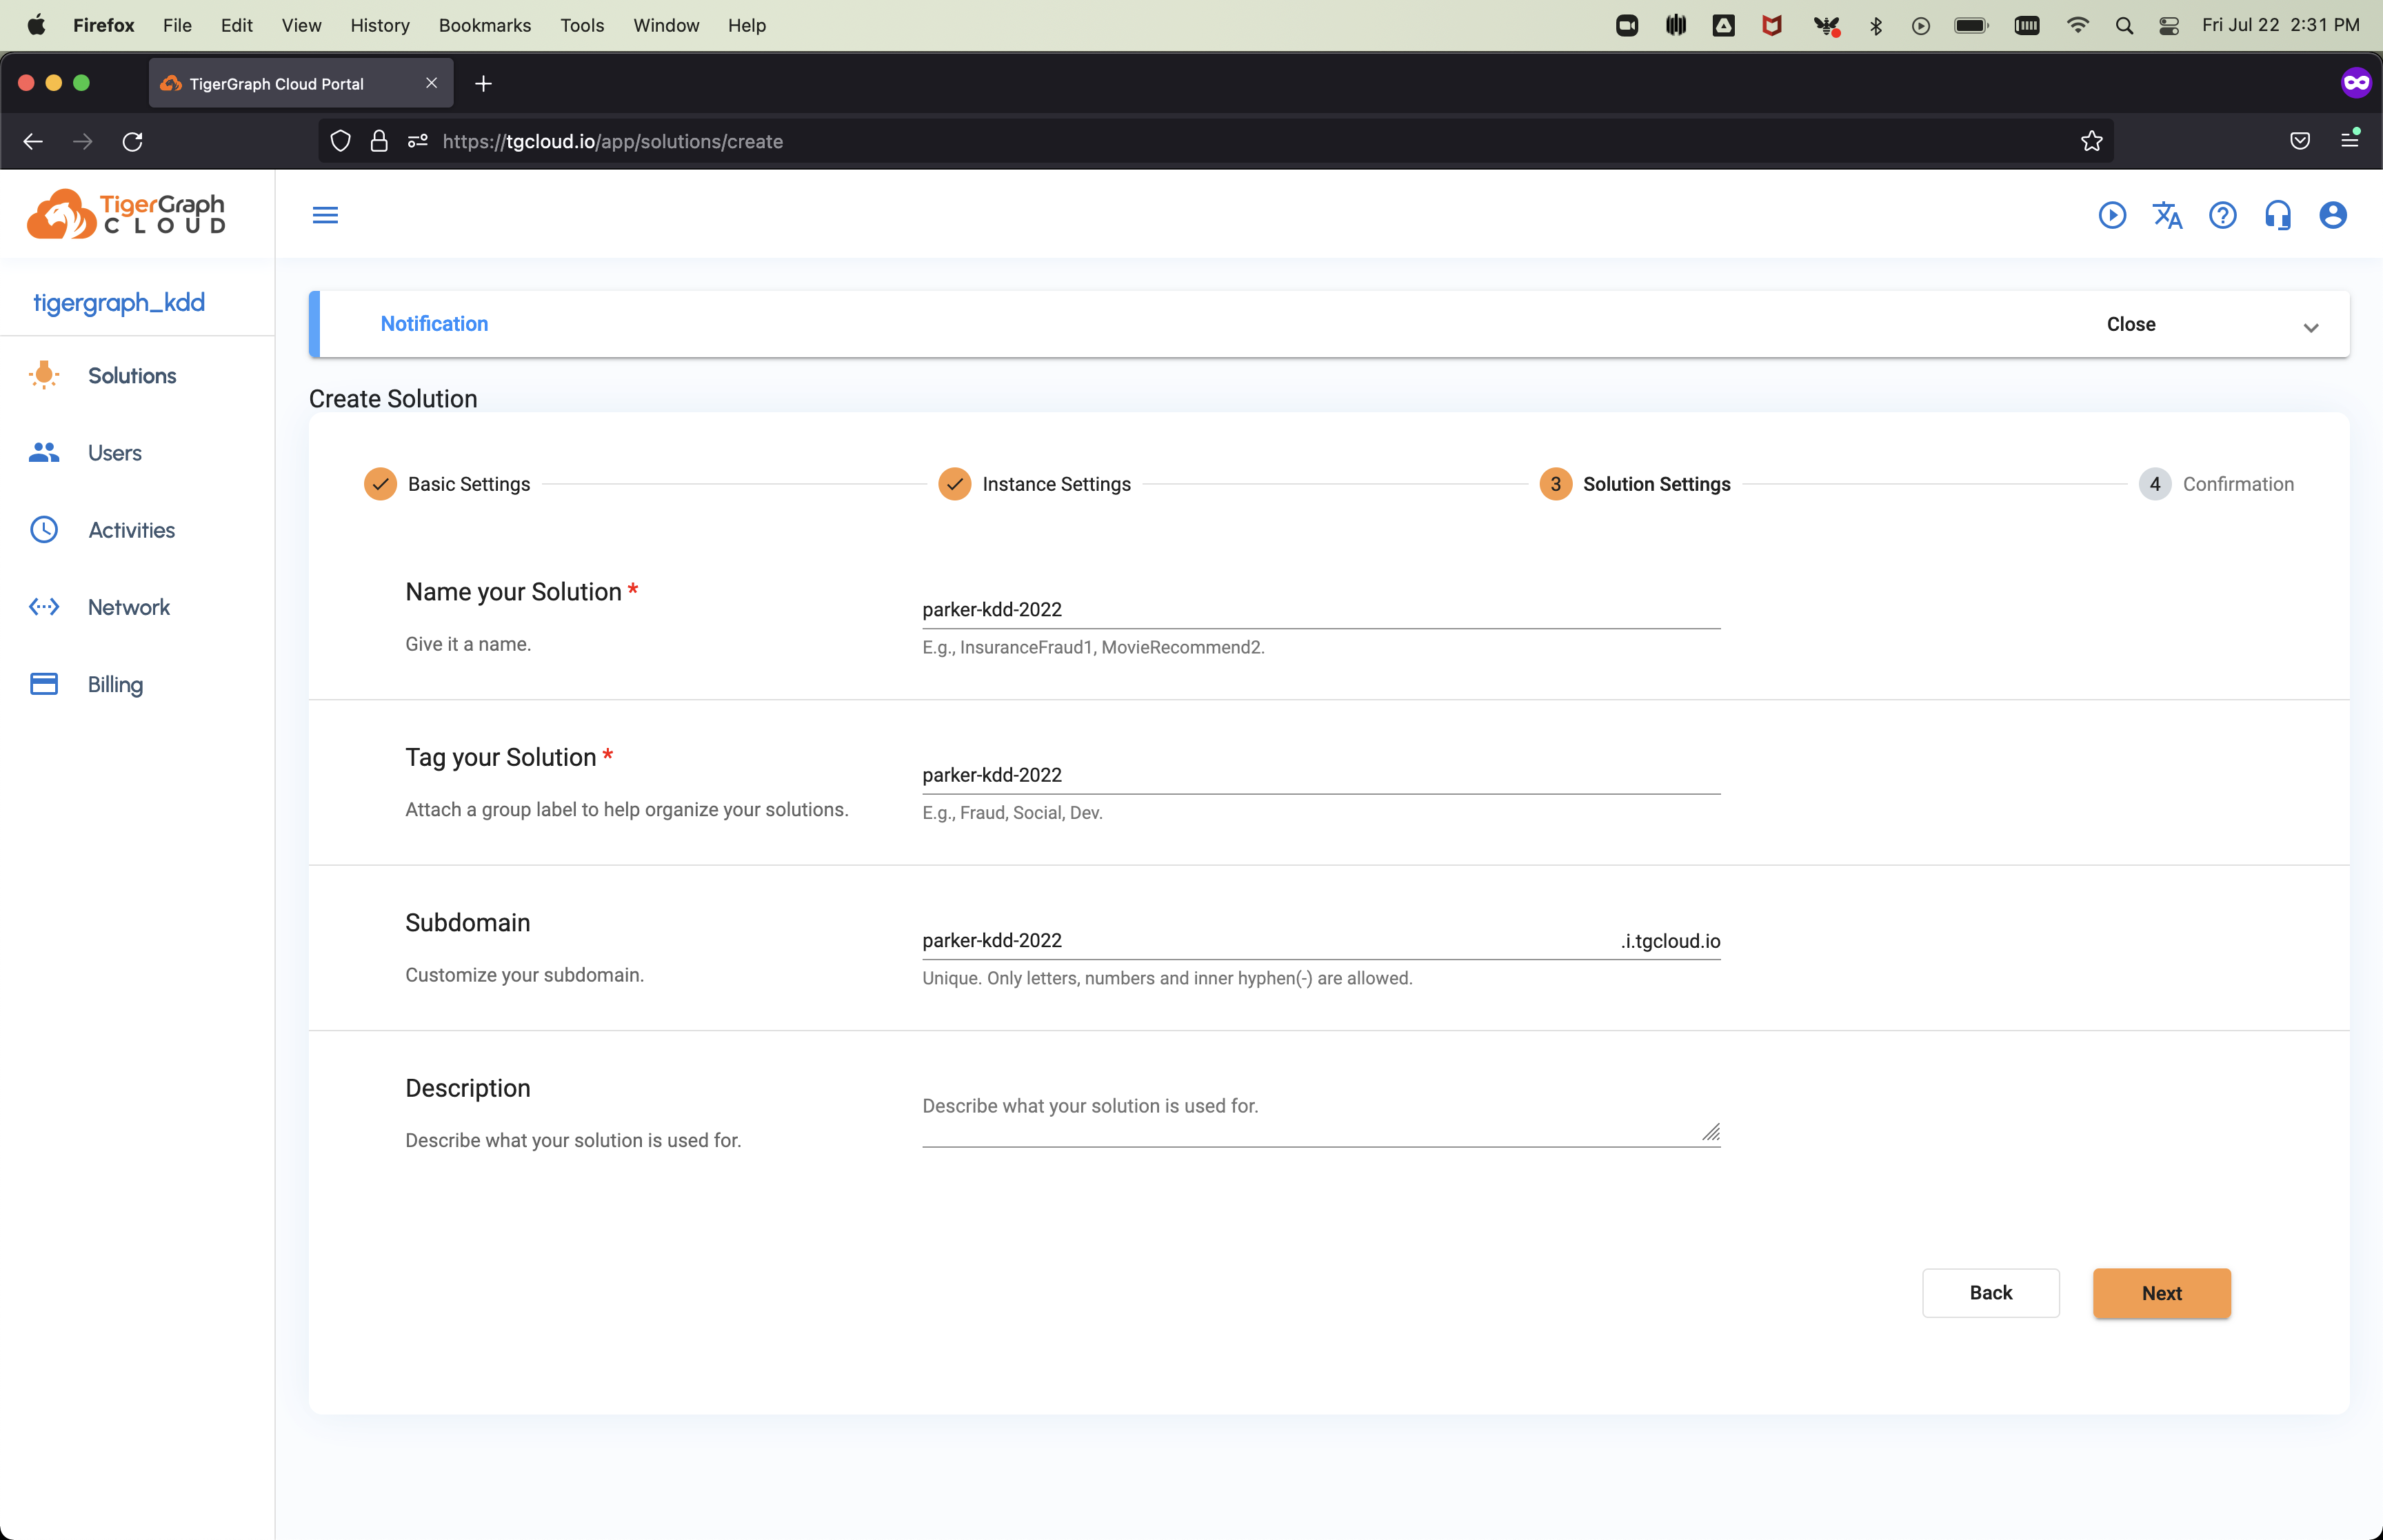 Firefox File Edit View History Bookmarks Tools Window Help Fri Jul 22 2:31 PM
TigerGraph Cloud Portal
https://tgcloud.io/app/solutions/create
TigerGraph
CLOUD
tigergraph_kdd
Solutions
Users
Activities
Network
Billing
Notification Close
Create Solution
Basic Settings Instance Settings 3 Solution Settings 4 Confirmation
Name your Solution *
Give it a name.
parker-kdd-2022
E.g., InsuranceFraud1, MovieRecommend2.
Tag your Solution *
Attach a group label to help organize your solutions.
parker-kdd-2022
E.g., Fraud, Social, Dev.
Subdomain
Customize your subdomain.
parker-kdd-2022 .i.tgcloud.io
Unique. Only letters, numbers and inner hyphen(-) are allowed.
Description
Describe what your solution is used for.
Describe what your solution is used for.
Back Next